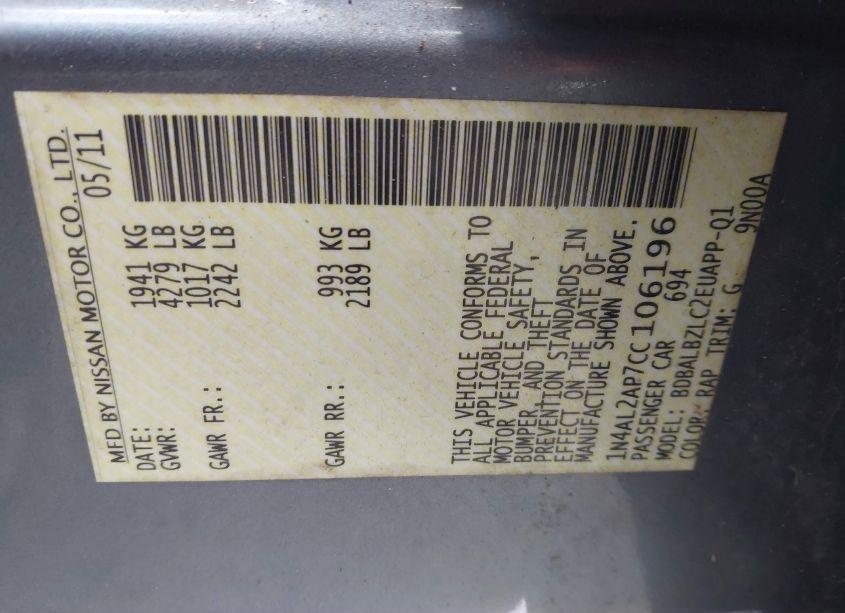 MFD BY NISSAN MOTOR CO., LTD.
DATE: 05/11
GVWR: 1941 KG
4279 LB
GAWR FR.: 1017 KG
2242 LB
GAWR RR.: 993 KG
2189 LB
THIS VEHICLE CONFORMS TO
ALL APPLICABLE FEDERAL
MOTOR VEHICLE SAFETY,
BUMPER, AND THEFT
PREVENTION STANDARDS IN
EFFECT ON THE DATE OF
MANUFACTURE SHOWN ABOVE.
1N4AL2AP7CC106196
PASSENGER CAR 694
MODEL: BDBALBZLC2EUAPP-Q1
COLOR: RAP TRIM: G 9N00A